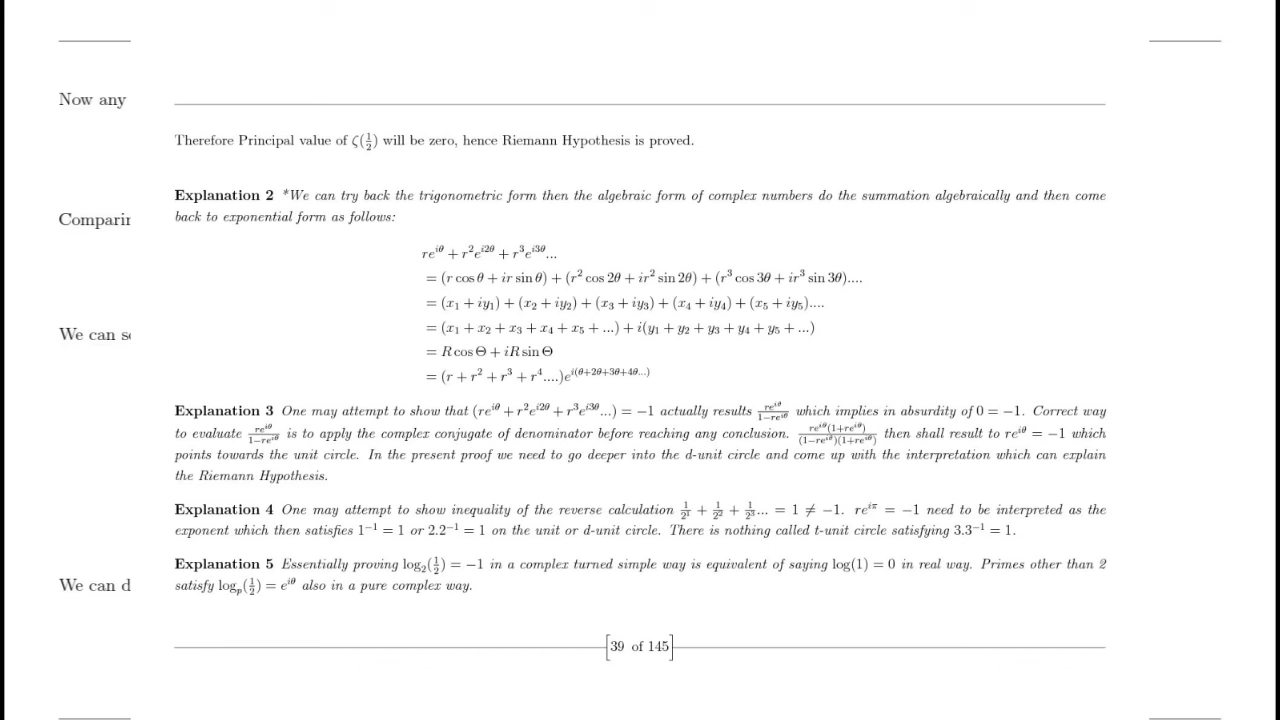 Now any
Therefore Principal value of ζ(1/2) will be zero, hence Riemann Hypothesis is proved.
Explanation 2 *We can try back the trigonometric form then the algebraic form of complex numbers do the summation algebraically and then come
Comparin
back to exponential form as follows:
re^{iθ} + r^2e^{i2θ} + r^3e^{i3θ}...
= (r cos θ + ir sin θ) + (r^2 cos 2θ + ir^2 sin 2θ) + (r^3 cos 3θ + ir^3 sin 3θ)....
= (x_1 + iy_1) + (x_2 + iy_2) + (x_3 + iy_3) + (x_4 + iy_4) + (x_5 + iy_5)....
= (x_1 + x_2 + x_3 + x_4 + x_5 + ...) + i(y_1 + y_2 + y_3 + y_4 + y_5 + ...)
We can s
= R cos Θ + iR sin Θ
= (r + r^2 + r^3 + r^4....)e^{i(θ+2θ+3θ+4θ...)}
Explanation 3 One may attempt to show that (re^{iθ} + r^2e^{i2θ} + r^3e^{i3θ}...) = −1 actually results re^{iθ}/(1−re^{iθ}) which implies in absurdity of 0 = −1. Correct way
to evaluate re^{iθ}/(1−re^{iθ}) is to apply the complex conjugate of denominator before reaching any conclusion. re^{iθ}(1+re^{iθ})/((1−re^{iθ})(1+re^{iθ})) then shall result to re^{iθ} = −1 which
points towards the unit circle. In the present proof we need to go deeper into the d-unit circle and come up with the interpretation which can explain
the Riemann Hypothesis.
Explanation 4 One may attempt to show inequality of the reverse calculation 1/2^1 + 1/2^2 + 1/2^3... = 1 ≠ −1. re^{iπ} = −1 need to be interpreted as the
exponent which then satisfies 1^{−1} = 1 or 2.2^{−1} = 1 on the unit or d-unit circle. There is nothing called t-unit circle satisfying 3.3^{−1} = 1.
Explanation 5 Essentially proving log_2(1/2) = −1 in a complex turned simple way is equivalent of saying log(1) = 0 in real way. Primes other than 2
We can d
satisfy log_p(1/2) = e^{iθ} also in a pure complex way.
[39 of 145]